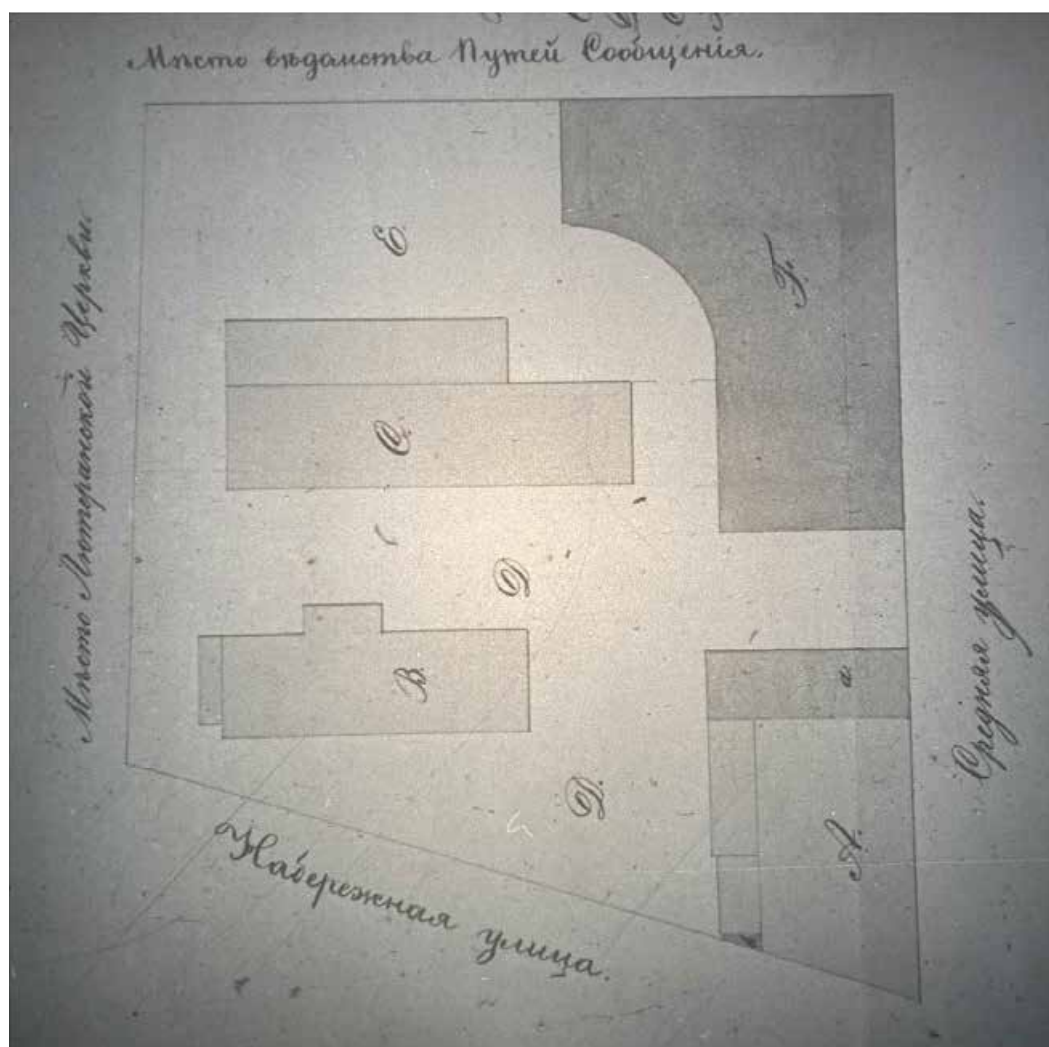 Мѣсто вѣдомства Путей Сообщенія.
Мѣсто Лютеранской Церкви.
E.
F.
C.
D
B.
a.
D.
A.
Средняя улица.
Набережная улица.